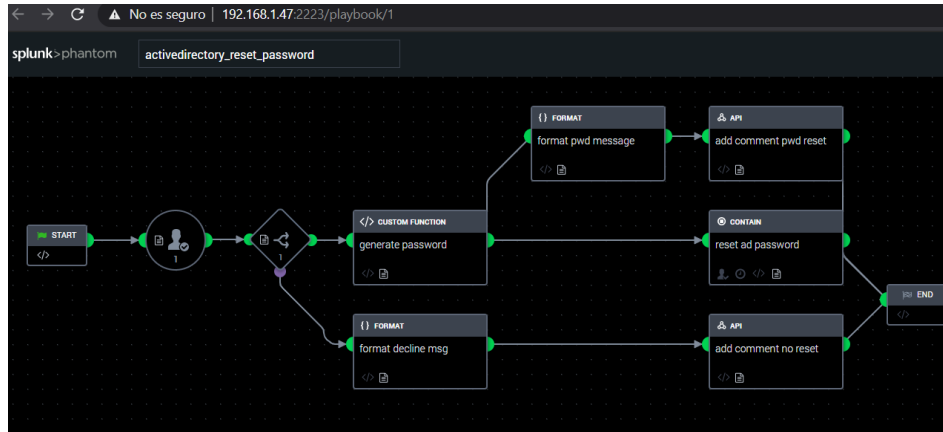 No es seguro | 192.168.1.47:2223/playbook/1
splunk>phantom
activedirectory_reset_password
{} FORMAT
format pwd message
</>
API
add comment pwd reset
</>
START
</>
1
1
</> CUSTOM FUNCTION
generate password
</>
CONTAIN
reset ad password
</>
END
</>
{} FORMAT
format decline msg
</>
API
add comment no reset
</>